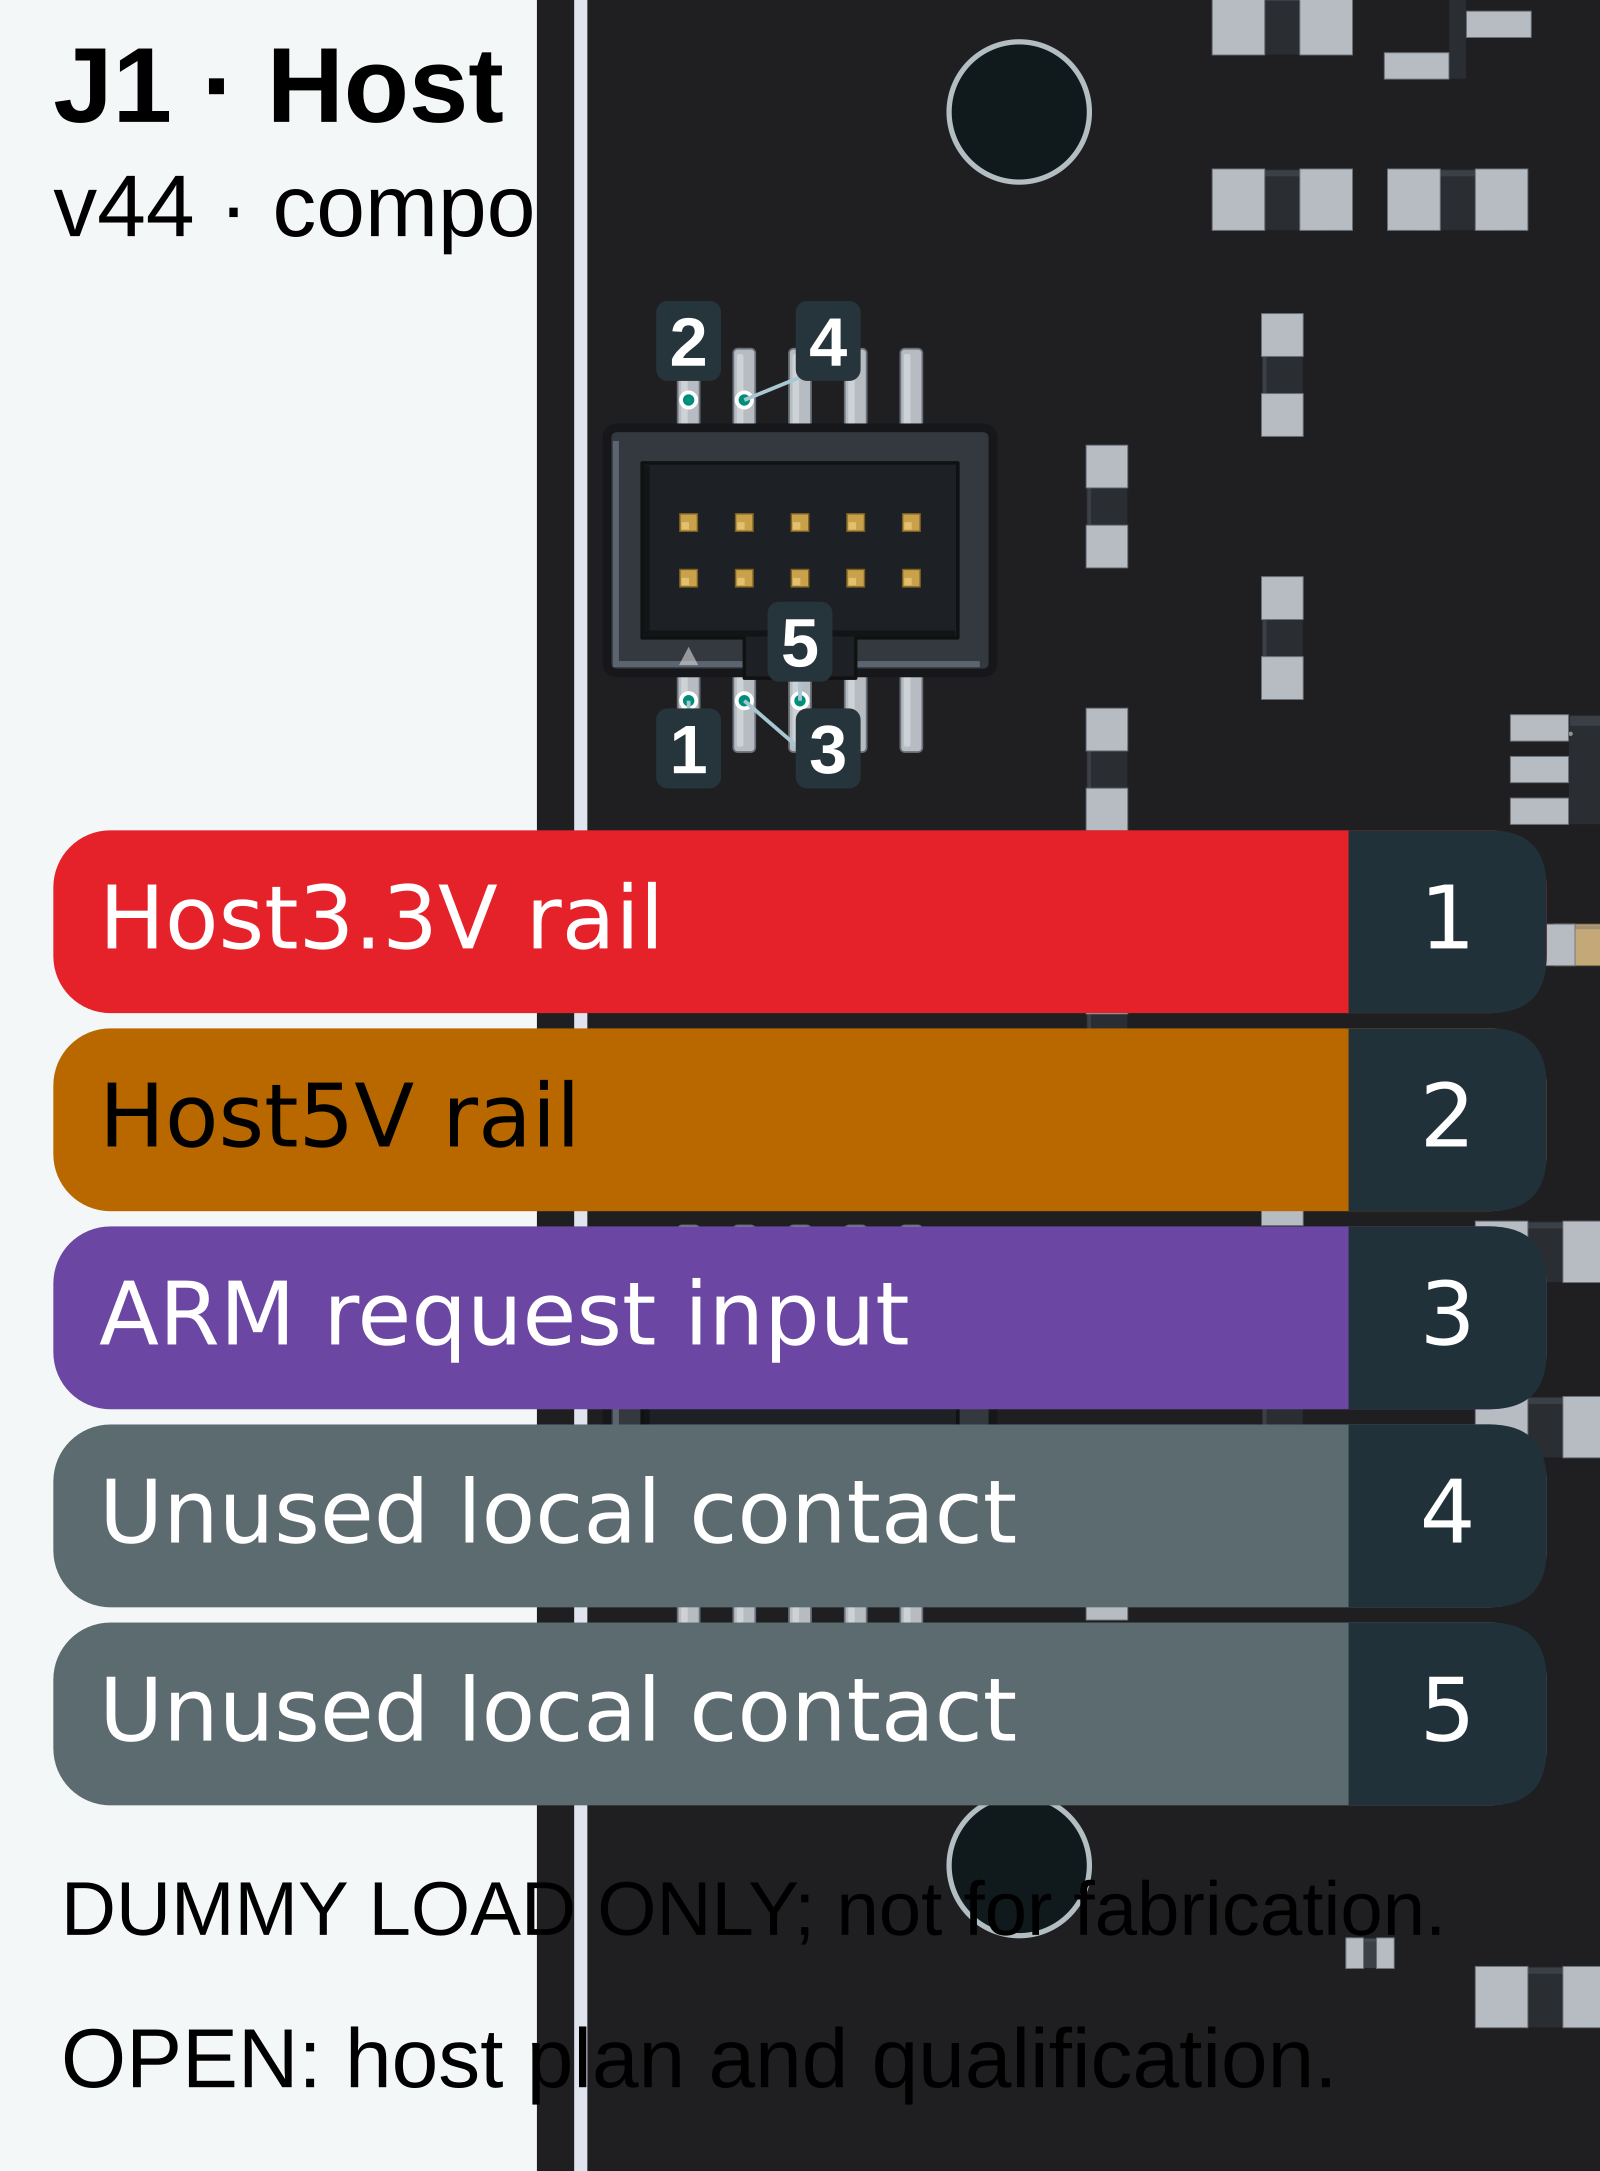 J1 · Host
v44 · compo
2 4
5
1 3
Host3.3V rail 1
Host5V rail 2
ARM request input 3
Unused local contact 4
Unused local contact 5
DUMMY LOAD ONLY; not for fabrication.
OPEN: host plan and qualification.